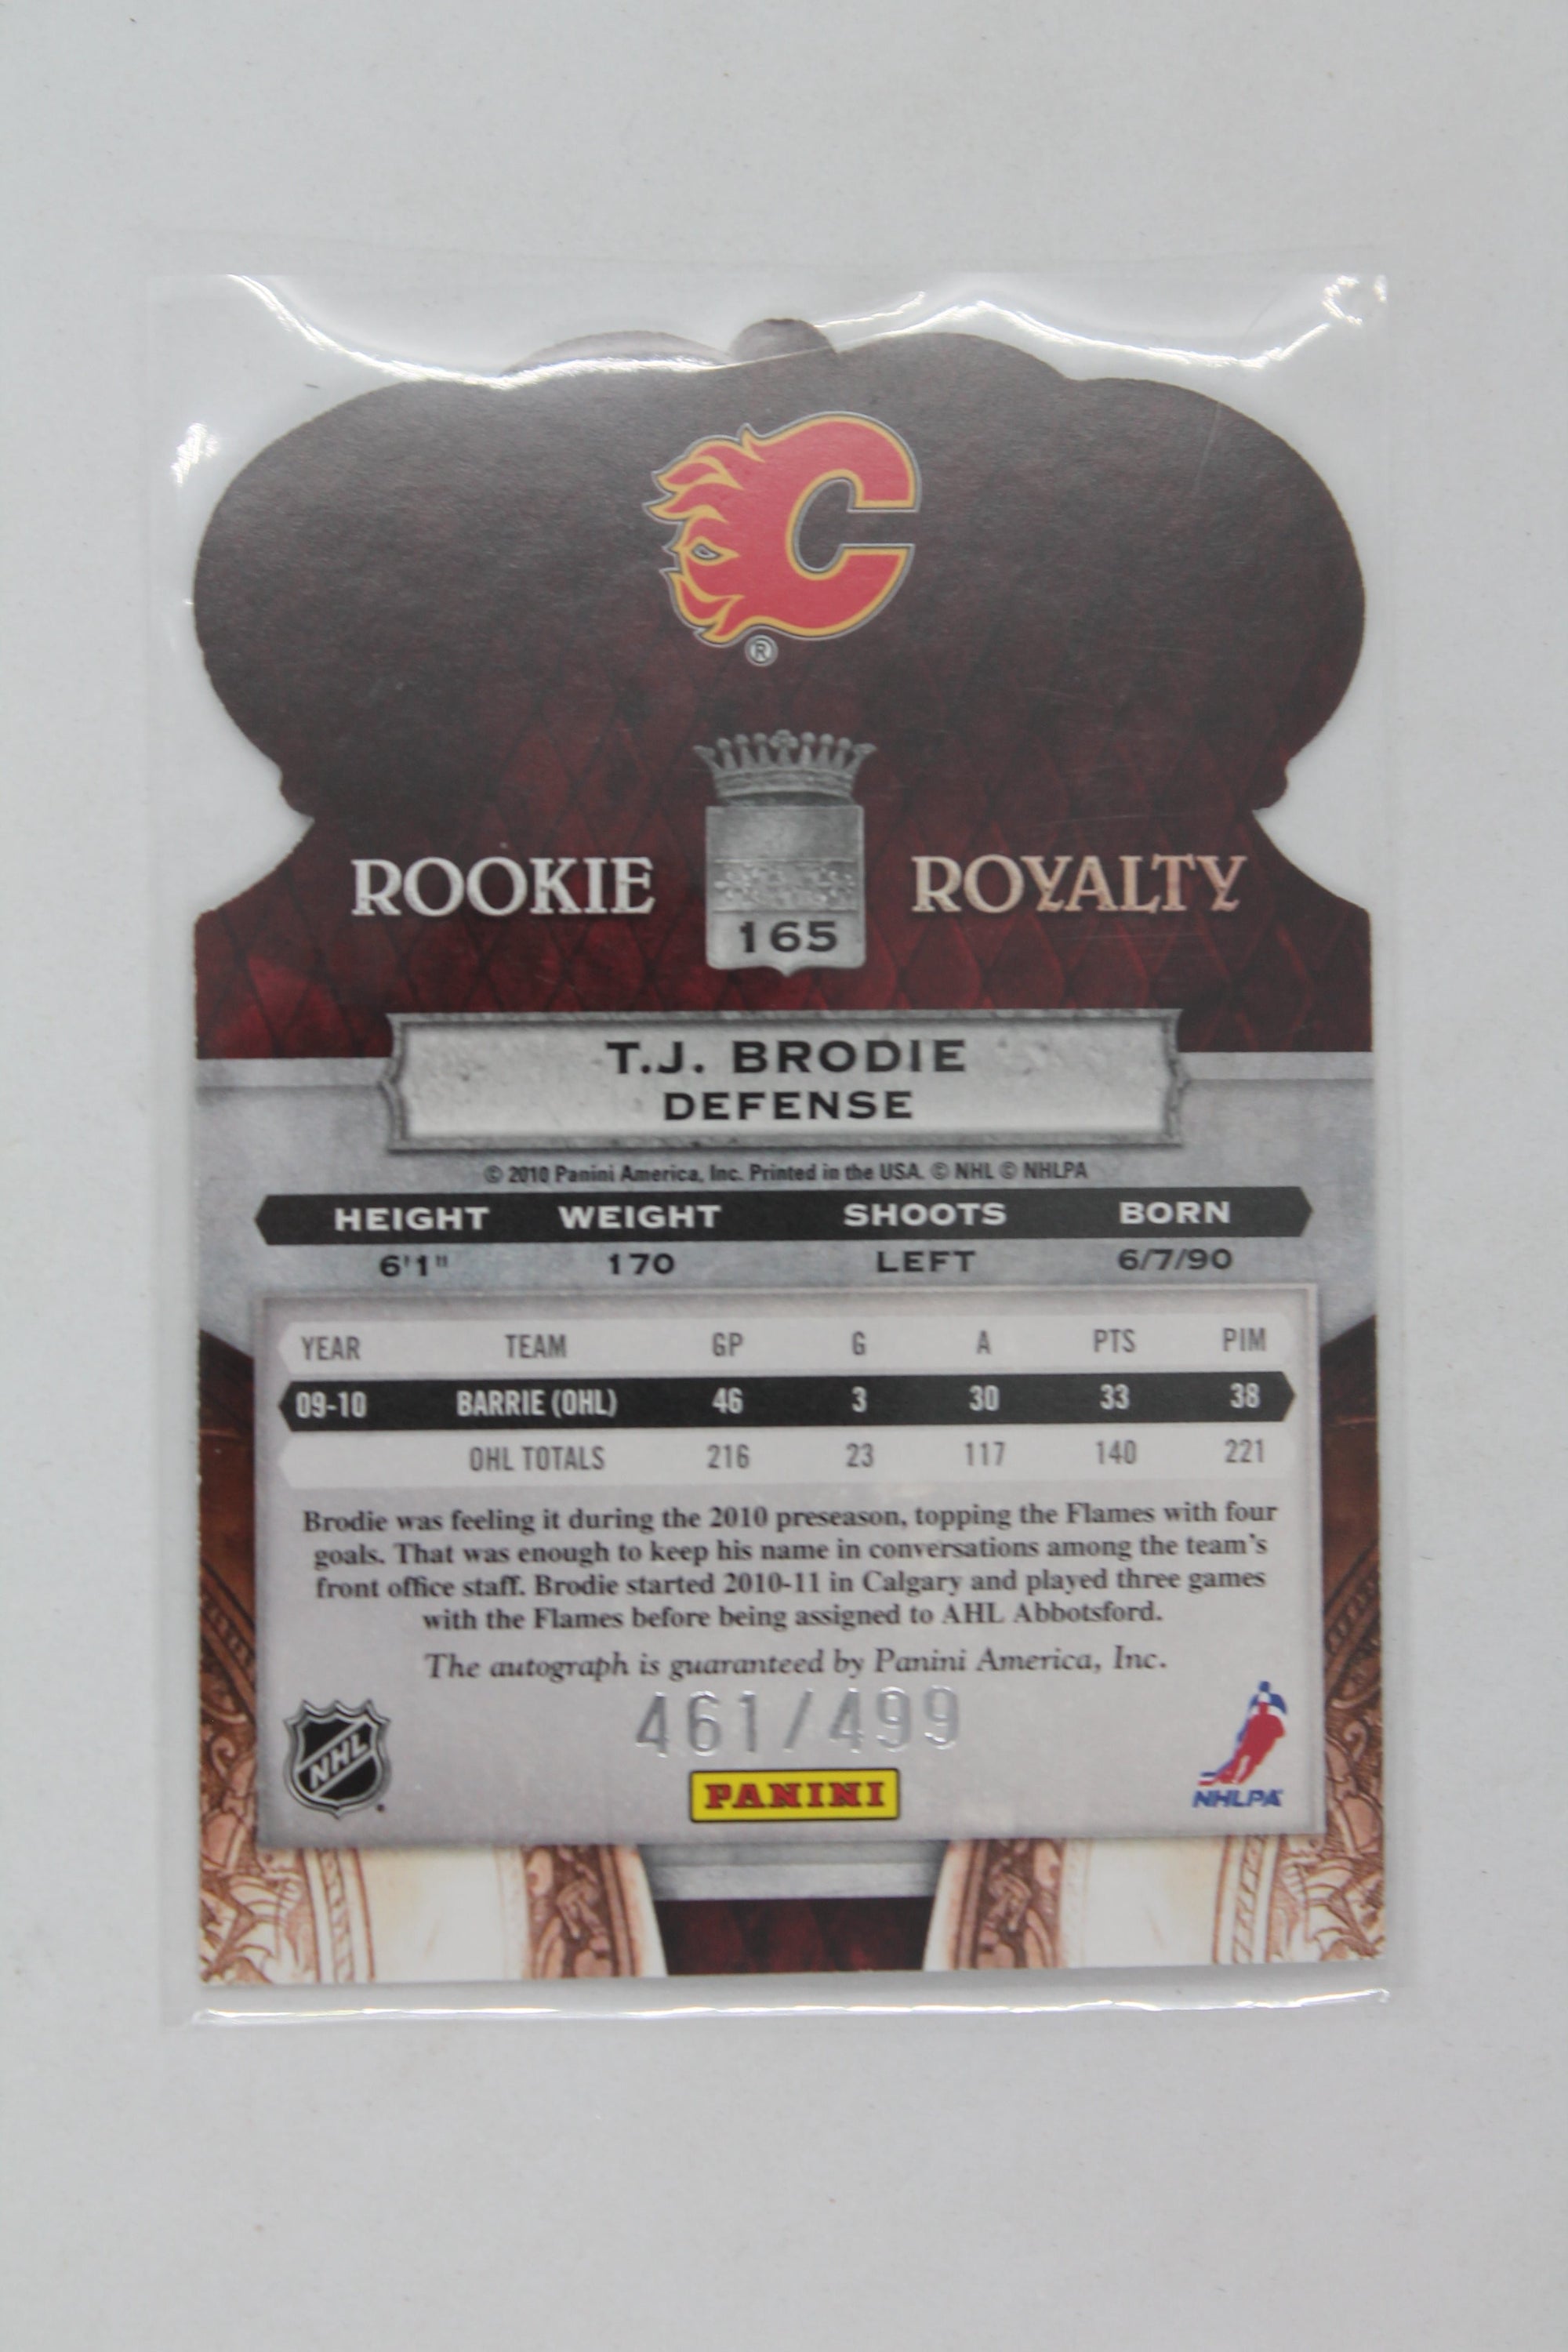 C
®
ROOKIE ROYALTY
165
T.J. BRODIE
DEFENSE
© 2010 Panini America, Inc. Printed in the USA. © NHL © NHLPA
HEIGHT WEIGHT SHOOTS BORN
6'1" 170 LEFT 6/7/90
YEAR TEAM GP G A PTS PIM
09-10 BARRIE (OHL) 46 3 30 33 38
OHL TOTALS 216 23 117 140 221
Brodie was feeling it during the 2010 preseason, topping the Flames with four
goals. That was enough to keep his name in conversations among the team's
front office staff. Brodie started 2010-11 in Calgary and played three games
with the Flames before being assigned to AHL Abbotsford.
The autograph is guaranteed by Panini America, Inc.
461/499
NHL
PANINI
NHLPA